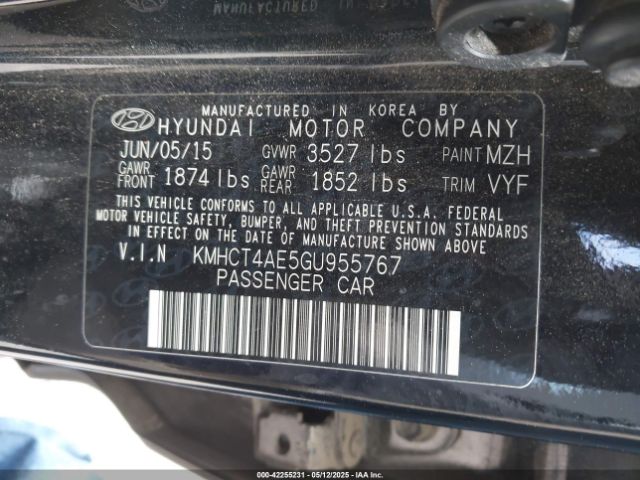 MANUFACTURED IN KOREA BY
HYUNDAI MOTOR COMPANY
JUN/05/15 GVWR 3527 lbs PAINT MZH
GAWR FRONT 1874 lbs GAWR REAR 1852 lbs TRIM VYF
THIS VEHICLE CONFORMS TO ALL APPLICABLE U.S.A. FEDERAL
MOTOR VEHICLE SAFETY, BUMPER, AND THEFT PREVENTION STANDARDS
IN EFFECT ON THE DATE OF MANUFACTURE SHOWN ABOVE.
V.I.N KMHCT4AE5GU955767
PASSENGER CAR
000-42255231 - 05/12/2025 - IAA Inc.